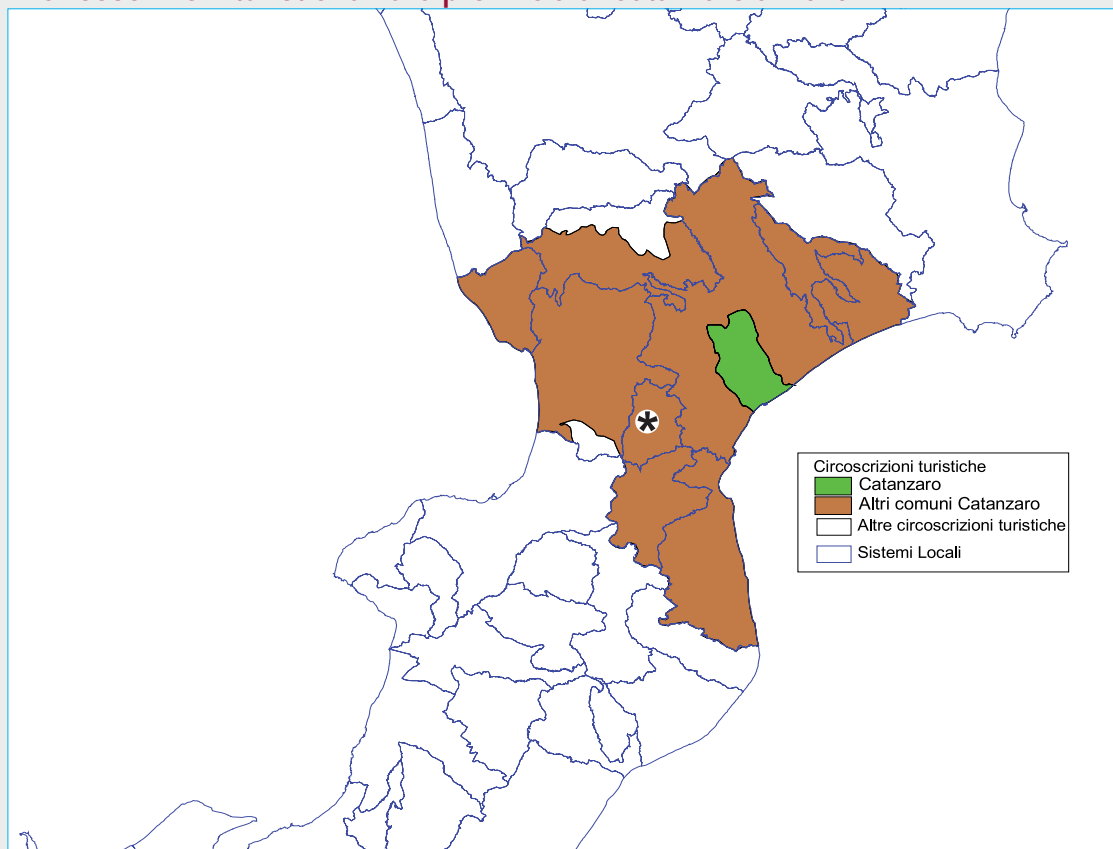 Circoscrizioni turistiche
Catanzaro
Altri comuni Catanzaro
Altre circoscrizioni turistiche
Sistemi Locali